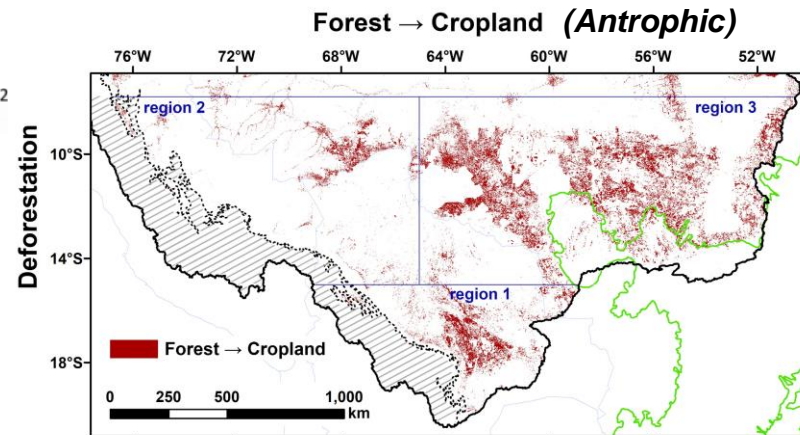 Forest → Cropland (Antrophic)
76°W 72°W 68°W 64°W 60°W 56°W 52°W
2
region 2 region 3
10°S
Deforestation
14°S
region 1
Forest → Cropland
18°S
0 250 500 1,000
km